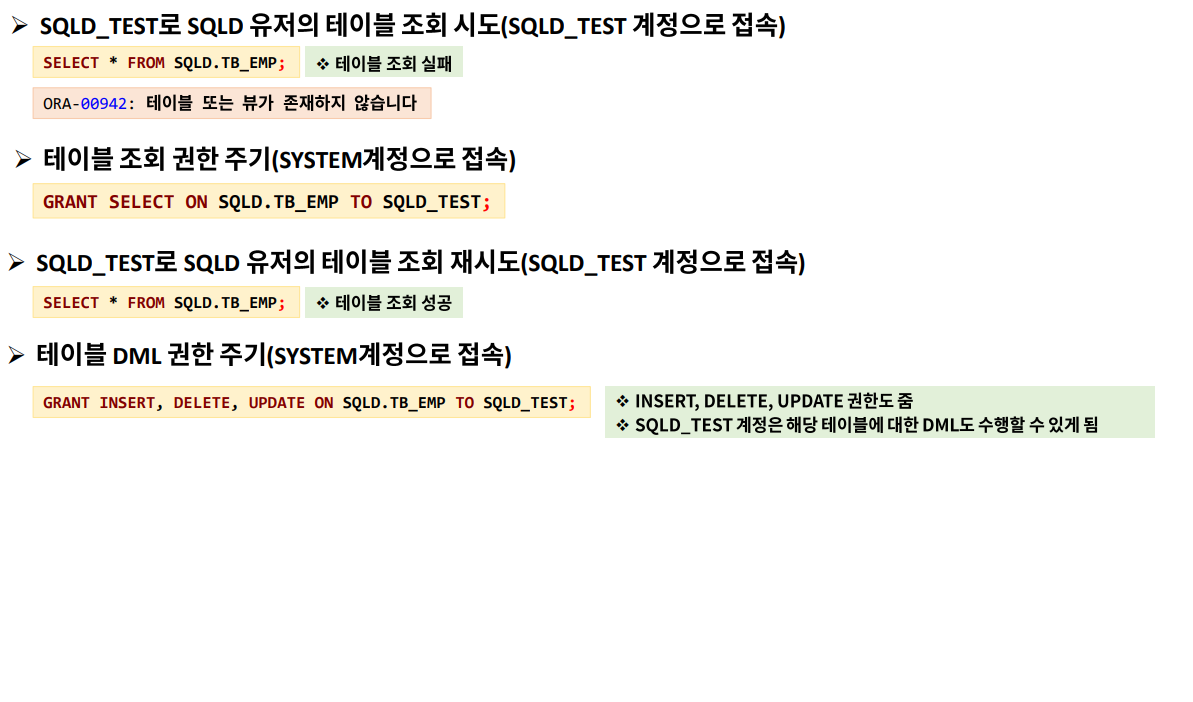 ➢ SQLD_TEST로 SQLD 유저의 테이블 조회 시도(SQLD_TEST 계정으로 접속)
SELECT * FROM SQLD.TB_EMP; ❖ 테이블 조회 실패
ORA-00942: 테이블 또는 뷰가 존재하지 않습니다
➢ 테이블 조회 권한 주기(SYSTEM계정으로 접속)
GRANT SELECT ON SQLD.TB_EMP TO SQLD_TEST;
➢ SQLD_TEST로 SQLD 유저의 테이블 조회 재시도(SQLD_TEST 계정으로 접속)
SELECT * FROM SQLD.TB_EMP; ❖ 테이블 조회 성공
➢ 테이블 DML 권한 주기(SYSTEM계정으로 접속)
GRANT INSERT, DELETE, UPDATE ON SQLD.TB_EMP TO SQLD_TEST;
❖ INSERT, DELETE, UPDATE 권한도 줌
❖ SQLD_TEST 계정은 해당 테이블에 대한 DML도 수행할 수 있게 됨